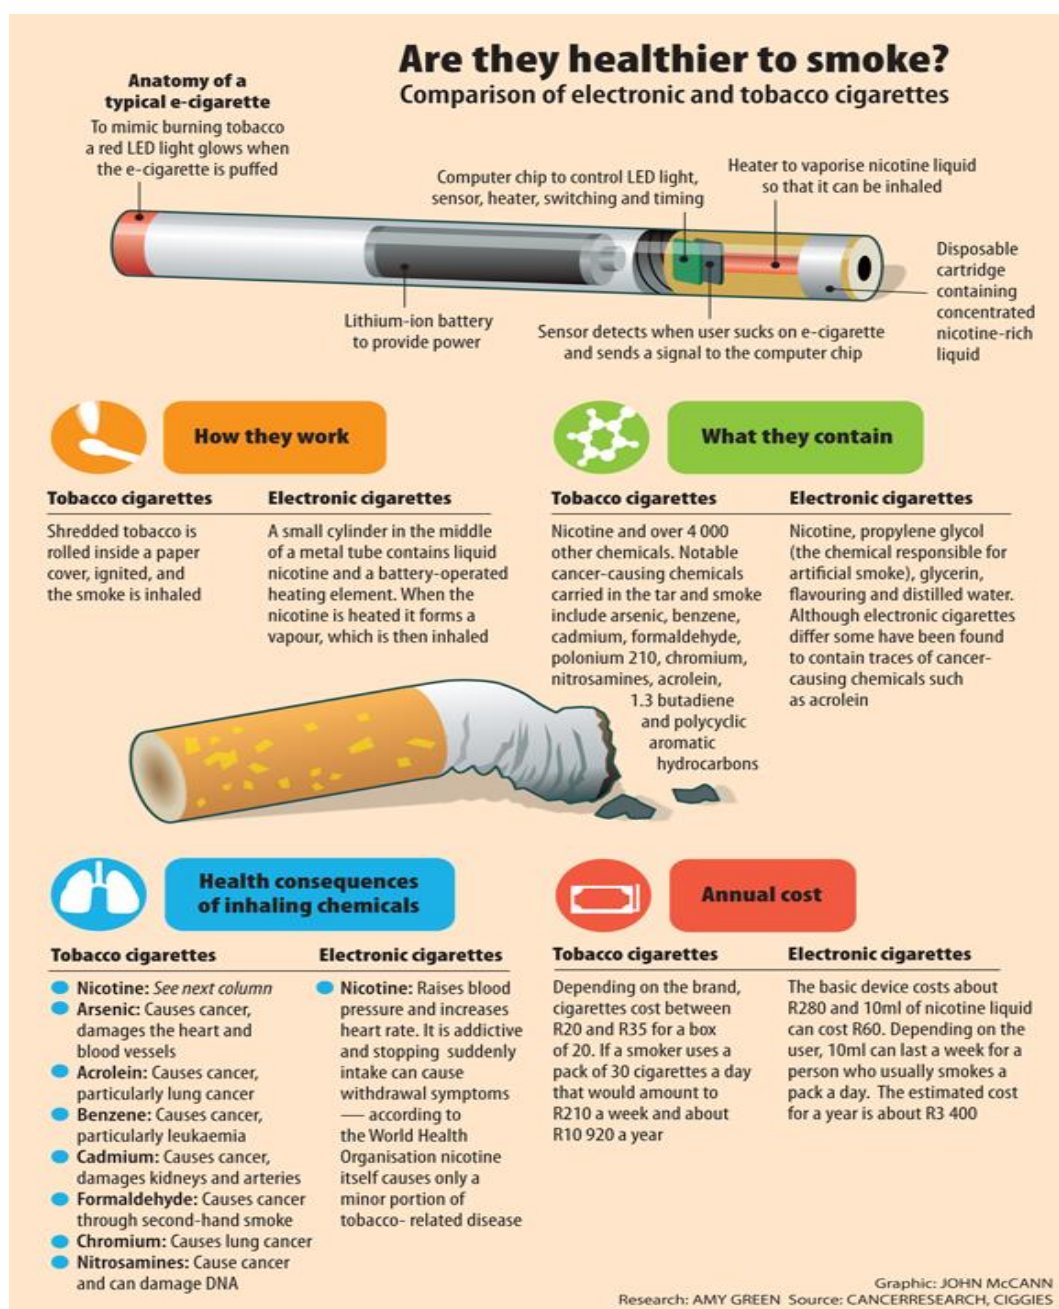 Are they healthier to smoke?
Comparison of electronic and tobacco cigarettes
Anatomy of a
typical e-cigarette
To mimic burning tobacco
a red LED light glows when
the e-cigarette is puffed
Computer chip to control LED light,
sensor, heater, switching and timing
Heater to vaporise nicotine liquid
so that it can be inhaled
Disposable
cartridge
containing
concentrated
nicotine-rich
liquid
Lithium-ion battery
to provide power
Sensor detects when user sucks on e-cigarette
and sends a signal to the computer chip
How they work
Tobacco cigarettes
Shredded tobacco is
rolled inside a paper
cover, ignited, and
the smoke is inhaled
Electronic cigarettes
A small cylinder in the middle
of a metal tube contains liquid
nicotine and a battery-operated
heating element. When the
nicotine is heated it forms a
vapour, which is then inhaled
What they contain
Tobacco cigarettes
Nicotine and over 4 000
other chemicals. Notable
cancer-causing chemicals
carried in the tar and smoke
include arsenic, benzene,
cadmium, formaldehyde,
polonium 210, chromium,
nitrosamines, acrolein,
1.3 butadiene
and polycyclic
aromatic
hydrocarbons
Electronic cigarettes
Nicotine, propylene glycol
(the chemical responsible for
artificial smoke), glycerin,
flavouring and distilled water.
Although electronic cigarettes
differ some have been found
to contain traces of cancer-
causing chemicals such
as acrolein
Health consequences
of inhaling chemicals
Tobacco cigarettes
Nicotine: See next column
Arsenic: Causes cancer,
damages the heart and
blood vessels
Acrolein: Causes cancer,
particularly lung cancer
Benzene: Causes cancer,
particularly leukaemia
Cadmium: Causes cancer,
damages kidneys and arteries
Formaldehyde: Causes cancer
through second-hand smoke
Chromium: Causes lung cancer
Nitrosamines: Cause cancer
and can damage DNA
Electronic cigarettes
Nicotine: Raises blood
pressure and increases
heart rate. It is addictive
and stopping suddenly
intake can cause
withdrawal symptoms
— according to
the World Health
Organisation nicotine
itself causes only a
minor portion of
tobacco- related disease
Annual cost
Tobacco cigarettes
Depending on the brand,
cigarettes cost between
R20 and R35 for a box
of 20. If a smoker uses a
pack of 30 cigarettes a day
that would amount to
R210 a week and about
R10 920 a year
Electronic cigarettes
The basic device costs about
R280 and 10ml of nicotine liquid
can cost R60. Depending on the
user, 10ml can last a week for a
person who usually smokes a
pack a day. The estimated cost
for a year is about R3 400
Graphic: JOHN McCANN
Research: AMY GREEN Source: CANCERRESEARCH, CIGGIES